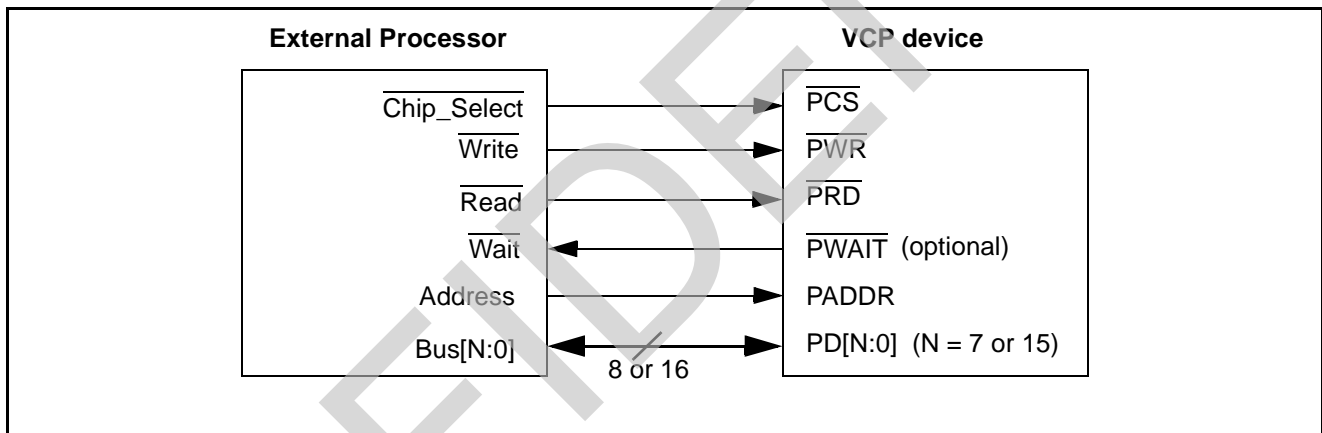 External Processor VCP device
Chip_Select PCS
Write PWR
Read PRD
Wait PWAIT (optional)
Address PADDR
Bus[N:0] PD[N:0] (N = 7 or 15)
8 or 16